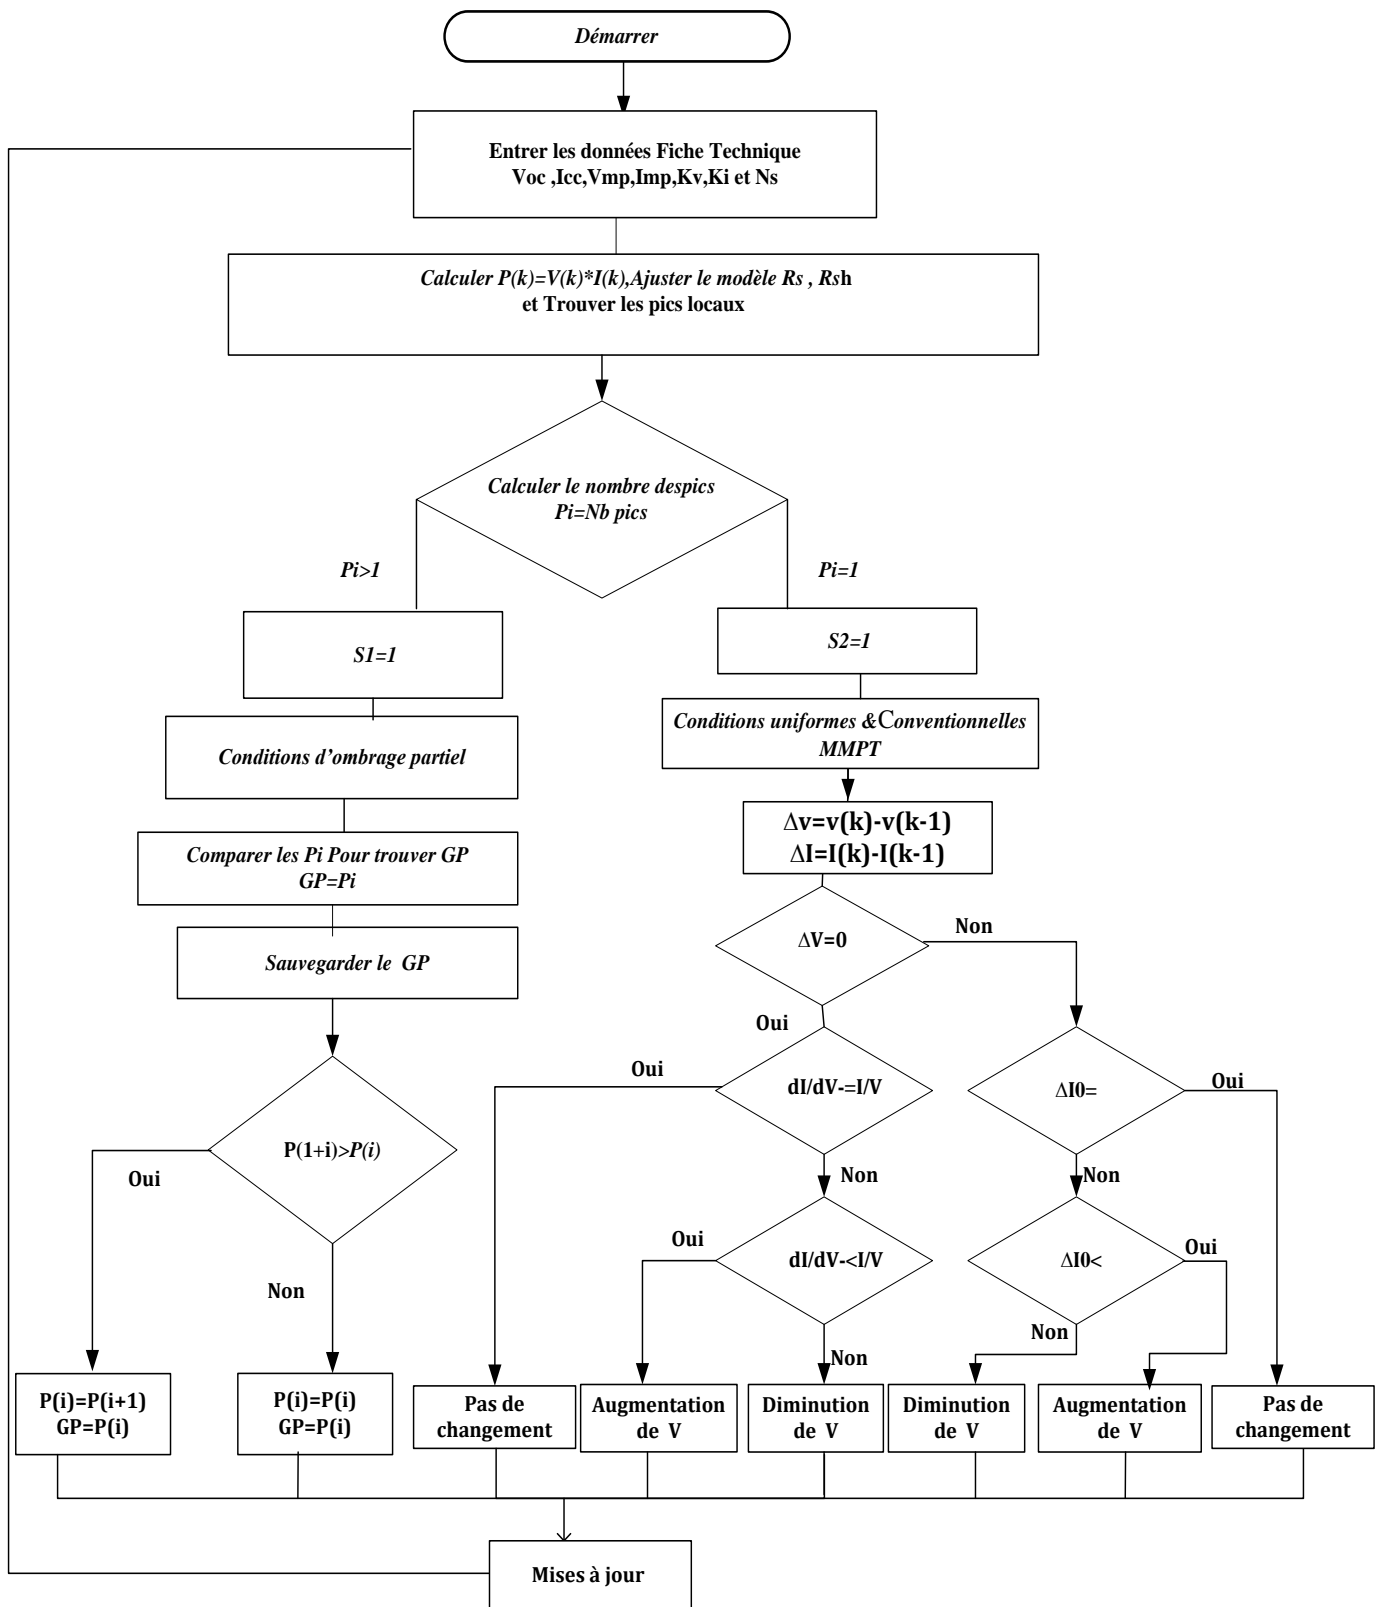 Démarrer
Entrer les données Fiche Technique
Voc ,Icc,Vmp,Imp,Kv,Ki et Ns
Calculer P(k)=V(k)*I(k),Ajuster le modèle Rs , Rsh
et Trouver les pics locaux
Calculer le nombre despics
Pi=Nb pics
Pi>1
Pi=1
S1=1
S2=1
Conditions d'ombrage partiel
Conditions uniformes &Conventionnelles
MMPT
Comparer les Pi Pour trouver GP
GP=Pi
Δv=v(k)-v(k-1)
ΔI=I(k)-I(k-1)
Sauvegarder le GP
ΔV=0
Non
Oui
P(1+i)>P(i)
Oui
Non
dI/dV-=I/V
Oui
Non
ΔI0=
Oui
Non
dI/dV-<I/V
Oui
Non
ΔI0<
Oui
Non
P(i)=P(i+1)
GP=P(i)
P(i)=P(i)
GP=P(i)
Pas de
changement
Augmentation
de V
Diminution
de V
Diminution
de V
Augmentation
de V
Pas de
changement
Mises à jour